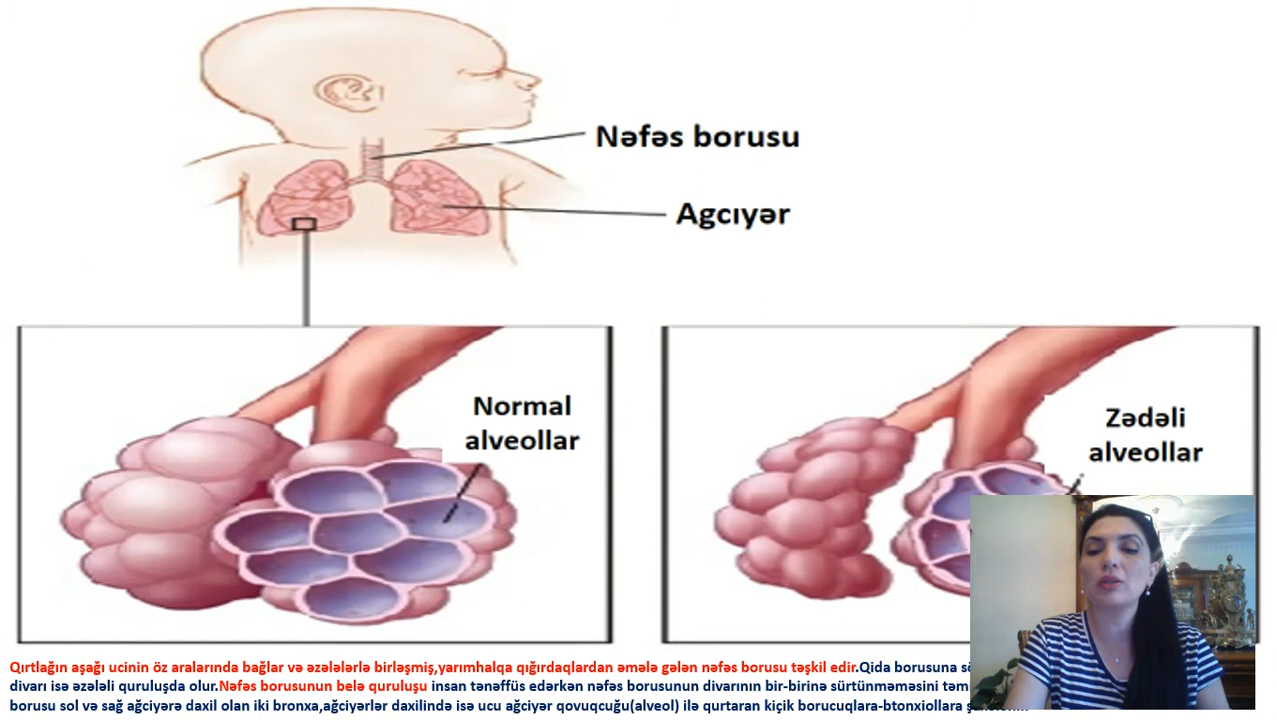 Nəfəs borusu
Agcıyər
Normal
alveollar
Zədəli
alveollar
Qırtlağın aşağı ucinin öz aralarında bağlar və əzələlərlə birləşmiş,yarımhalqa qığırdaqlardan əmələ gələn nəfəs borusu təşkil edir.Qida borusuna
divarı isə əzələli quruluşda olur.Nəfəs borusunun belə quruluşu insan tənəffüs edərkən nəfəs borusunun divarının bir-birinə sürtünməməsini
borusu sol və sağ ağciyərə daxil olan iki bronxa,ağciyərlər daxilində isə ucu ağciyər qovuqcuğu(alveol) ilə qurtaran kiçik borucuqlara-btonxiollara